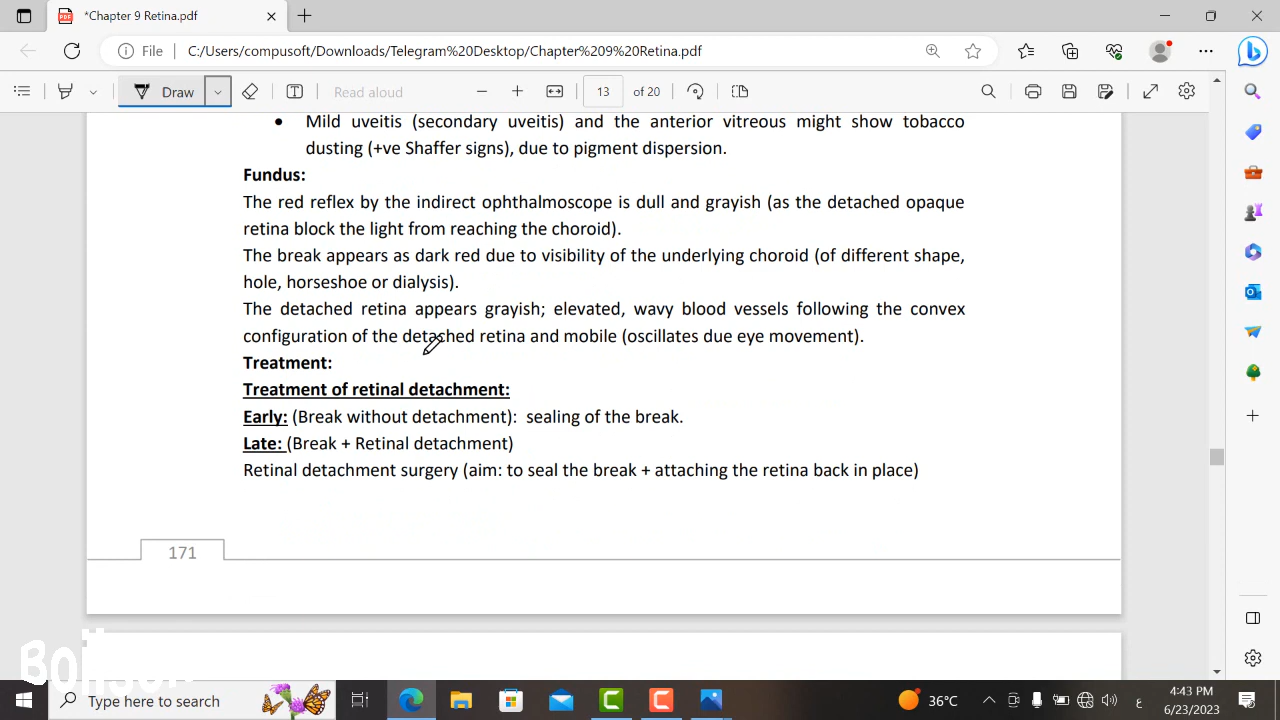 *Chapter 9 Retina.pdf
File
C:/Users/compusoft/Downloads/Telegram%20Desktop/Chapter%209%20Retina.pdf
Draw
Read aloud
13 of 20
• Mild uveitis (secondary uveitis) and the anterior vitreous might show tobacco
dusting (+ve Shaffer signs), due to pigment dispersion.
Fundus:
The red reflex by the indirect ophthalmoscope is dull and grayish (as the detached opaque
retina block the light from reaching the choroid).
The break appears as dark red due to visibility of the underlying choroid (of different shape,
hole, horseshoe or dialysis).
The detached retina appears grayish; elevated, wavy blood vessels following the convex
configuration of the detached retina and mobile (oscillates due eye movement).
Treatment:
Treatment of retinal detachment:
Early: (Break without detachment): sealing of the break.
Late: (Break + Retinal detachment)
Retinal detachment surgery (aim: to seal the break + attaching the retina back in place)
171
Type here to search
36°C
ع
4:43 PM
6/23/2023